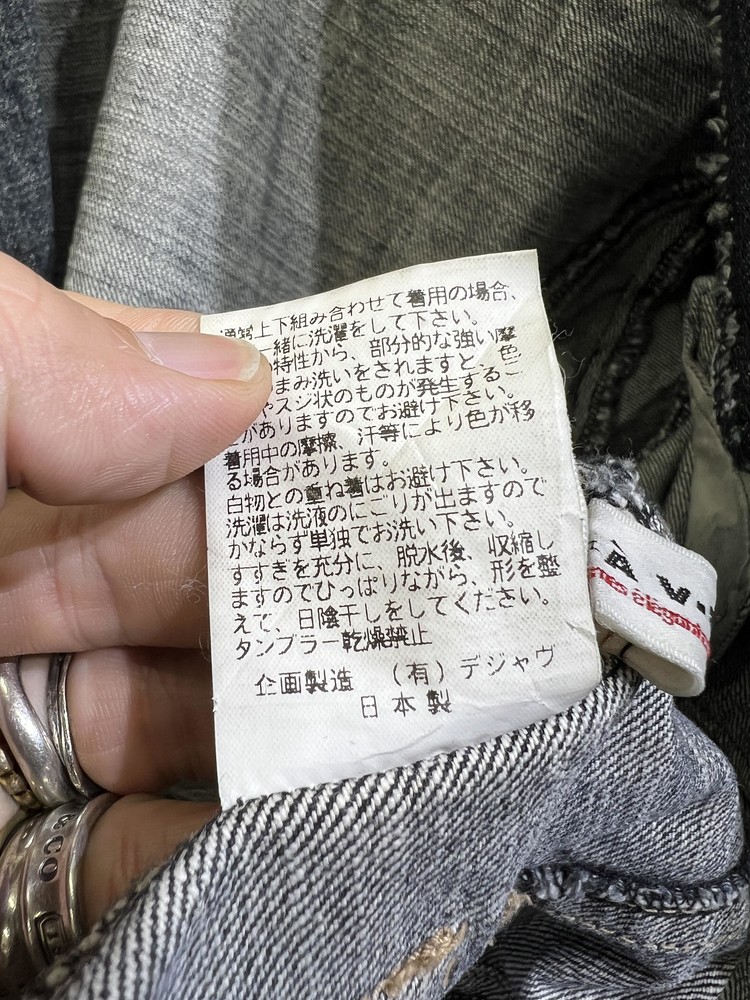 通常上下組み合わせて着用の場合、
一緒に洗濯をして下さい。
特性から、部分的な強い摩
まみ洗いをされますと、色
スジ状のものが発生するこ
がありますのでお避け下さい。
着用中の摩擦、汗等により色が移
る場合があります。
白物との重ね着はお避け下さい。
洗濯は洗液のにごりが出ますので
かならず単独でお洗い下さい。
すすぎを充分に、脱水後、収縮し
ますのでひっぱりながら、形を整
えて、日陰干しをしてください。
タンブラー乾燥禁止
企画製造 (有)デジャヴ
日本製